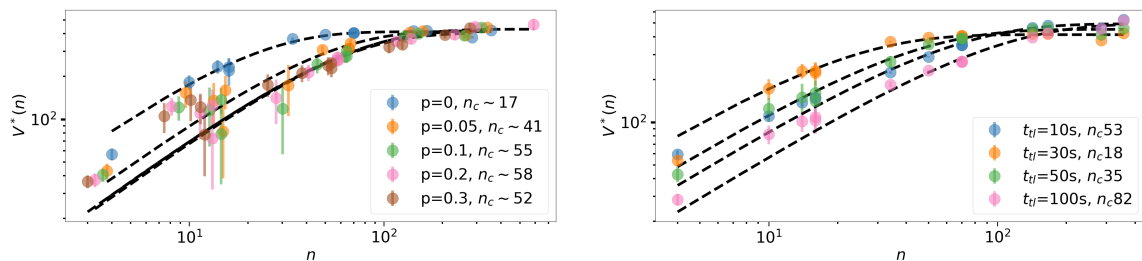 V*(n)
10²
p=0, n_c ~ 17
p=0.05, n_c ~ 41
p=0.1, n_c ~ 55
p=0.2, n_c ~ 58
p=0.3, n_c ~ 52
10¹ 10²
n
V*(n)
10²
t_tl=10s, n_c53
t_tl=30s, n_c18
t_tl=50s, n_c35
t_tl=100s, n_c82
10¹ 10²
n